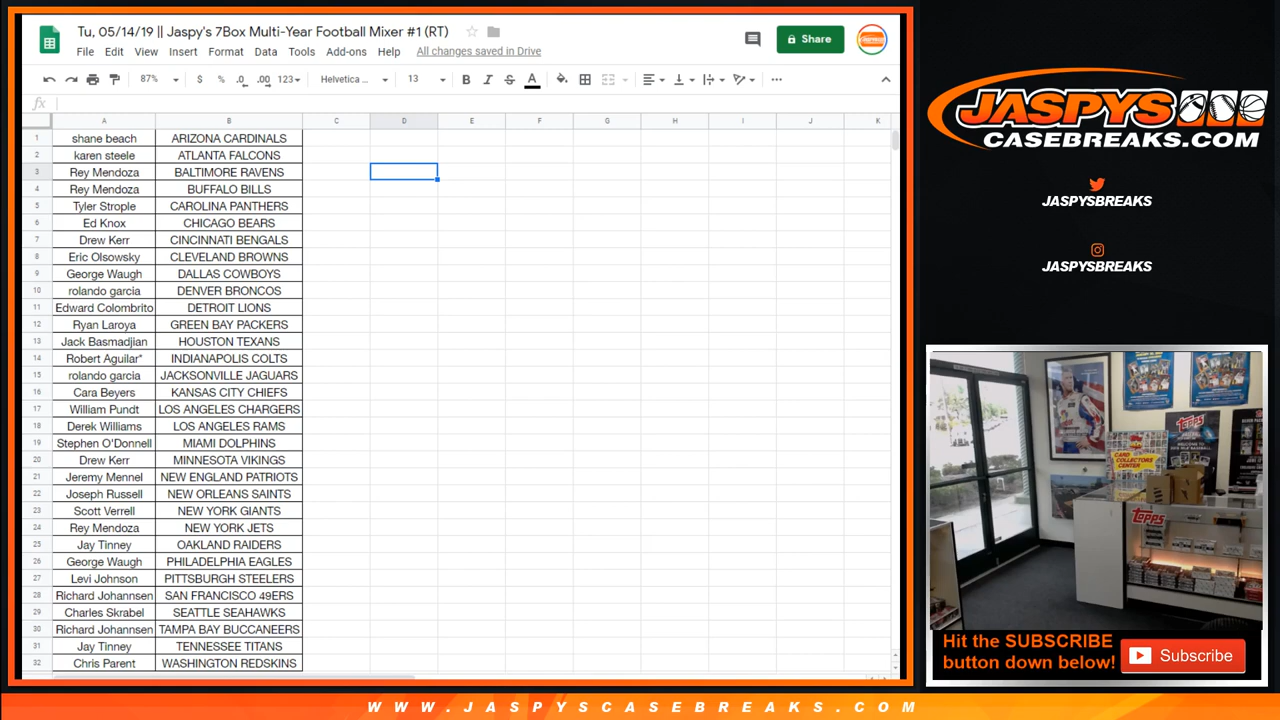 Tu, 05/14/19 || Jaspy's 7Box Multi-Year Football Mixer #1 (RT)
File Edit View Insert Format Data Tools Add-ons Help All changes saved in Drive
Share
87% $ % .0 .00 123 Helvetica ... 13 B I S A
fx
A B C D E F G H I J K
1 shane beach ARIZONA CARDINALS
2 karen steele ATLANTA FALCONS
3 Rey Mendoza BALTIMORE RAVENS
4 Rey Mendoza BUFFALO BILLS
5 Tyler Strople CAROLINA PANTHERS
6 Ed Knox CHICAGO BEARS
7 Drew Kerr CINCINNATI BENGALS
8 Eric Olsowsky CLEVELAND BROWNS
9 George Waugh DALLAS COWBOYS
10 rolando garcia DENVER BRONCOS
11 Edward Colombrito DETROIT LIONS
12 Ryan Laroya GREEN BAY PACKERS
13 Jack Basmadjian HOUSTON TEXANS
14 Robert Aguilar* INDIANAPOLIS COLTS
15 rolando garcia JACKSONVILLE JAGUARS
16 Cara Beyers KANSAS CITY CHIEFS
17 William Pundt LOS ANGELES CHARGERS
18 Derek Williams LOS ANGELES RAMS
19 Stephen O'Donnell MIAMI DOLPHINS
20 Drew Kerr MINNESOTA VIKINGS
21 Jeremy Mennel NEW ENGLAND PATRIOTS
22 Joseph Russell NEW ORLEANS SAINTS
23 Scott Verrell NEW YORK GIANTS
24 Rey Mendoza NEW YORK JETS
25 Jay Tinney OAKLAND RAIDERS
26 George Waugh PHILADELPHIA EAGLES
27 Levi Johnson PITTSBURGH STEELERS
28 Richard Johannsen SAN FRANCISCO 49ERS
29 Charles Skrabel SEATTLE SEAHAWKS
30 Richard Johannsen TAMPA BAY BUCCANEERS
31 Jay Tinney TENNESSEE TITANS
32 Chris Parent WASHINGTON REDSKINS
JASPYS
CASEBREAKS.COM
JASPYSBREAKS
JASPYSBREAKS
TOPPS
CARD
COLLECTORS
CENTER
TOPPS
Hit the SUBSCRIBE
button down below!
Subscribe
WWW.JASPYSCASEBREAKS.COM